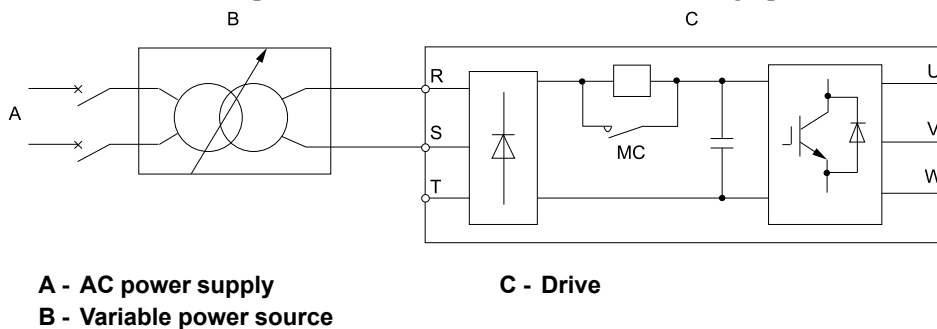 B
C
A
R
S
T
MC
U
V
W
A - AC power supply
B - Variable power source
C - Drive